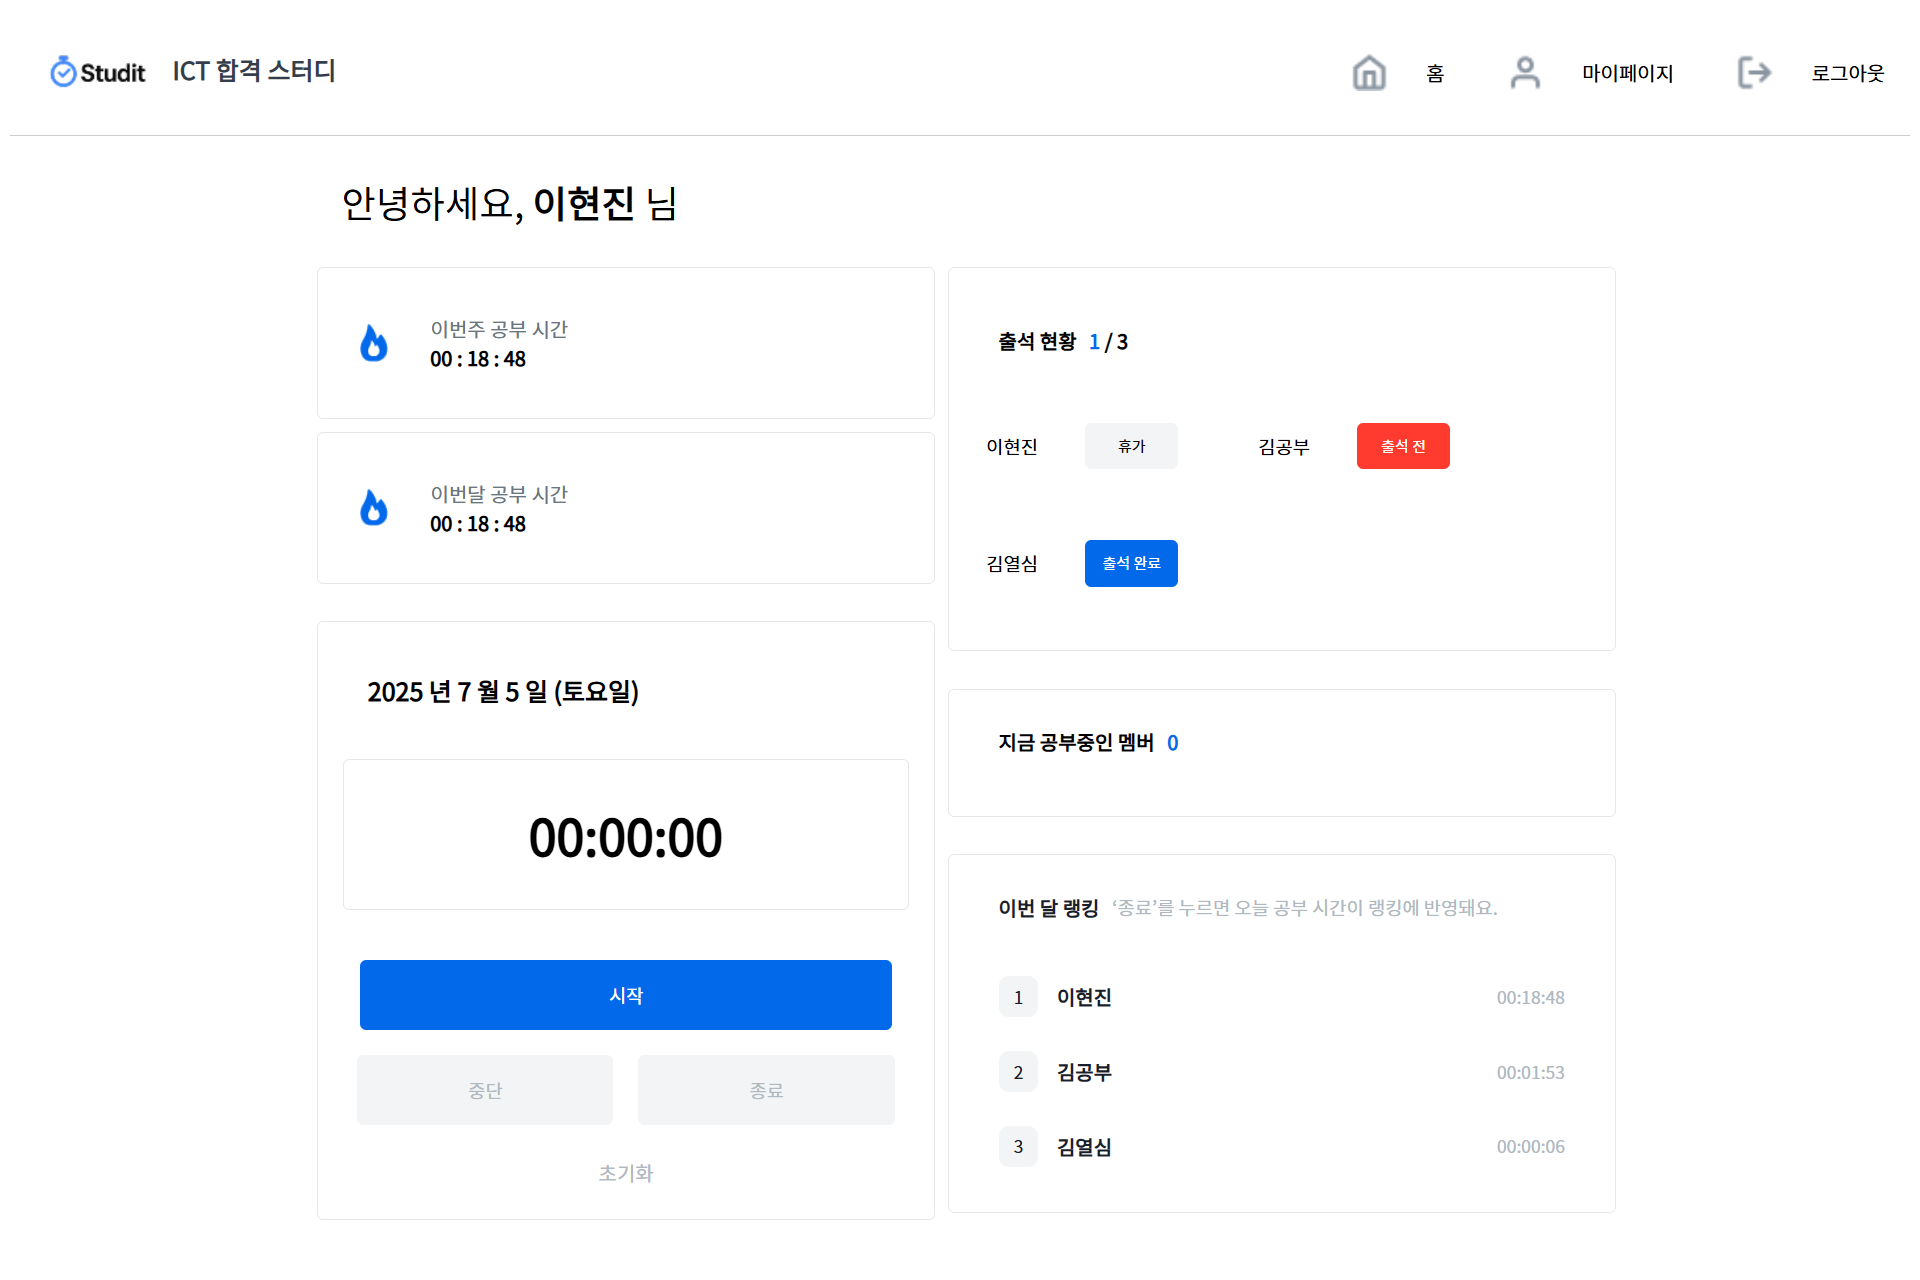 Studit ICT 합격 스터디 홈 마이페이지 로그아웃
안녕하세요, 이현진 님
이번주 공부 시간
00 : 18 : 48
이번달 공부 시간
00 : 18 : 48
2025 년 7 월 5 일 (토요일)
00:00:00
시작
중단 종료
초기화
출석 현황 1 / 3
이현진 휴가 김공부 출석 전
김열심 출석 완료
지금 공부중인 멤버 0
이번 달 랭킹 ‘종료’를 누르면 오늘 공부 시간이 랭킹에 반영돼요.
1 이현진 00:18:48
2 김공부 00:01:53
3 김열심 00:00:06